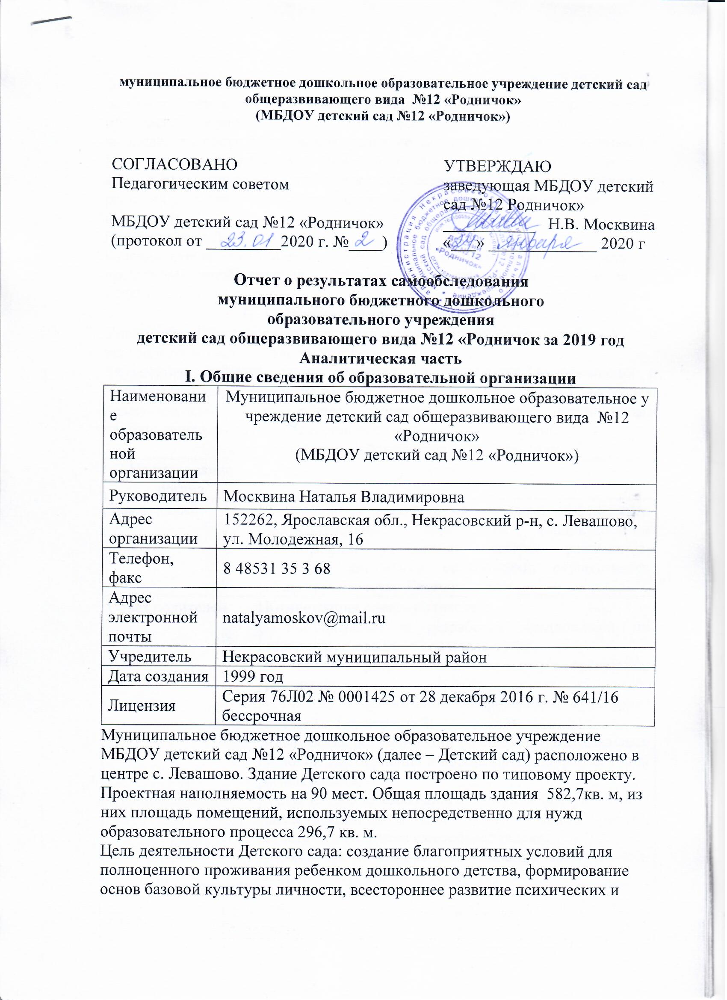 муниципальное бюджетное дошкольное образовательное учреждение детский сад
общеразвивающего вида №12 «Родничок»
(МБДОУ детский сад №12 «Родничок»)
СОГЛАСОВАНО
Педагогическим советом
МБДОУ детский сад №12 «Родничок»
(протокол от 23.01 2020 г. № 2)
УТВЕРЖДАЮ
заведующая МБДОУ детский
сад №12 Родничок»
Н.В. Москвина
«24» января 2020 г
Отчет о результатах самообследования
муниципального бюджетного дошкольного
образовательного учреждения
детский сад общеразвивающего вида №12 «Родничок за 2019 год
Аналитическая часть
I. Общие сведения об образовательной организации
Наименовани
е
образователь
ной
организации
Муниципальное бюджетное дошкольное образовательное у
чреждение детский сад общеразвивающего вида №12
«Родничок»
(МБДОУ детский сад №12 «Родничок»)
Руководитель
Москвина Наталья Владимировна
Адрес
организации
152262, Ярославская обл., Некрасовский р-н, с. Левашово,
ул. Молодежная, 16
Телефон,
факс
8 48531 35 3 68
Адрес
электронной
почты
natalyamoskov@mail.ru
Учредитель
Некрасовский муниципальный район
Дата создания
1999 год
Лицензия
Серия 76Л02 № 0001425 от 28 декабря 2016 г. № 641/16
бессрочная
Муниципальное бюджетное дошкольное образовательное учреждение
МБДОУ детский сад №12 «Родничок» (далее – Детский сад) расположено в
центре с. Левашово. Здание Детского сада построено по типовому проекту.
Проектная наполняемость на 90 мест. Общая площадь здания 582,7кв. м, из
них площадь помещений, используемых непосредственно для нужд
образовательного процесса 296,7 кв. м.
Цель деятельности Детского сада: создание благоприятных условий для
полноценного проживания ребенком дошкольного детства, формирование
основ базовой культуры личности, всестороннее развитие психических и